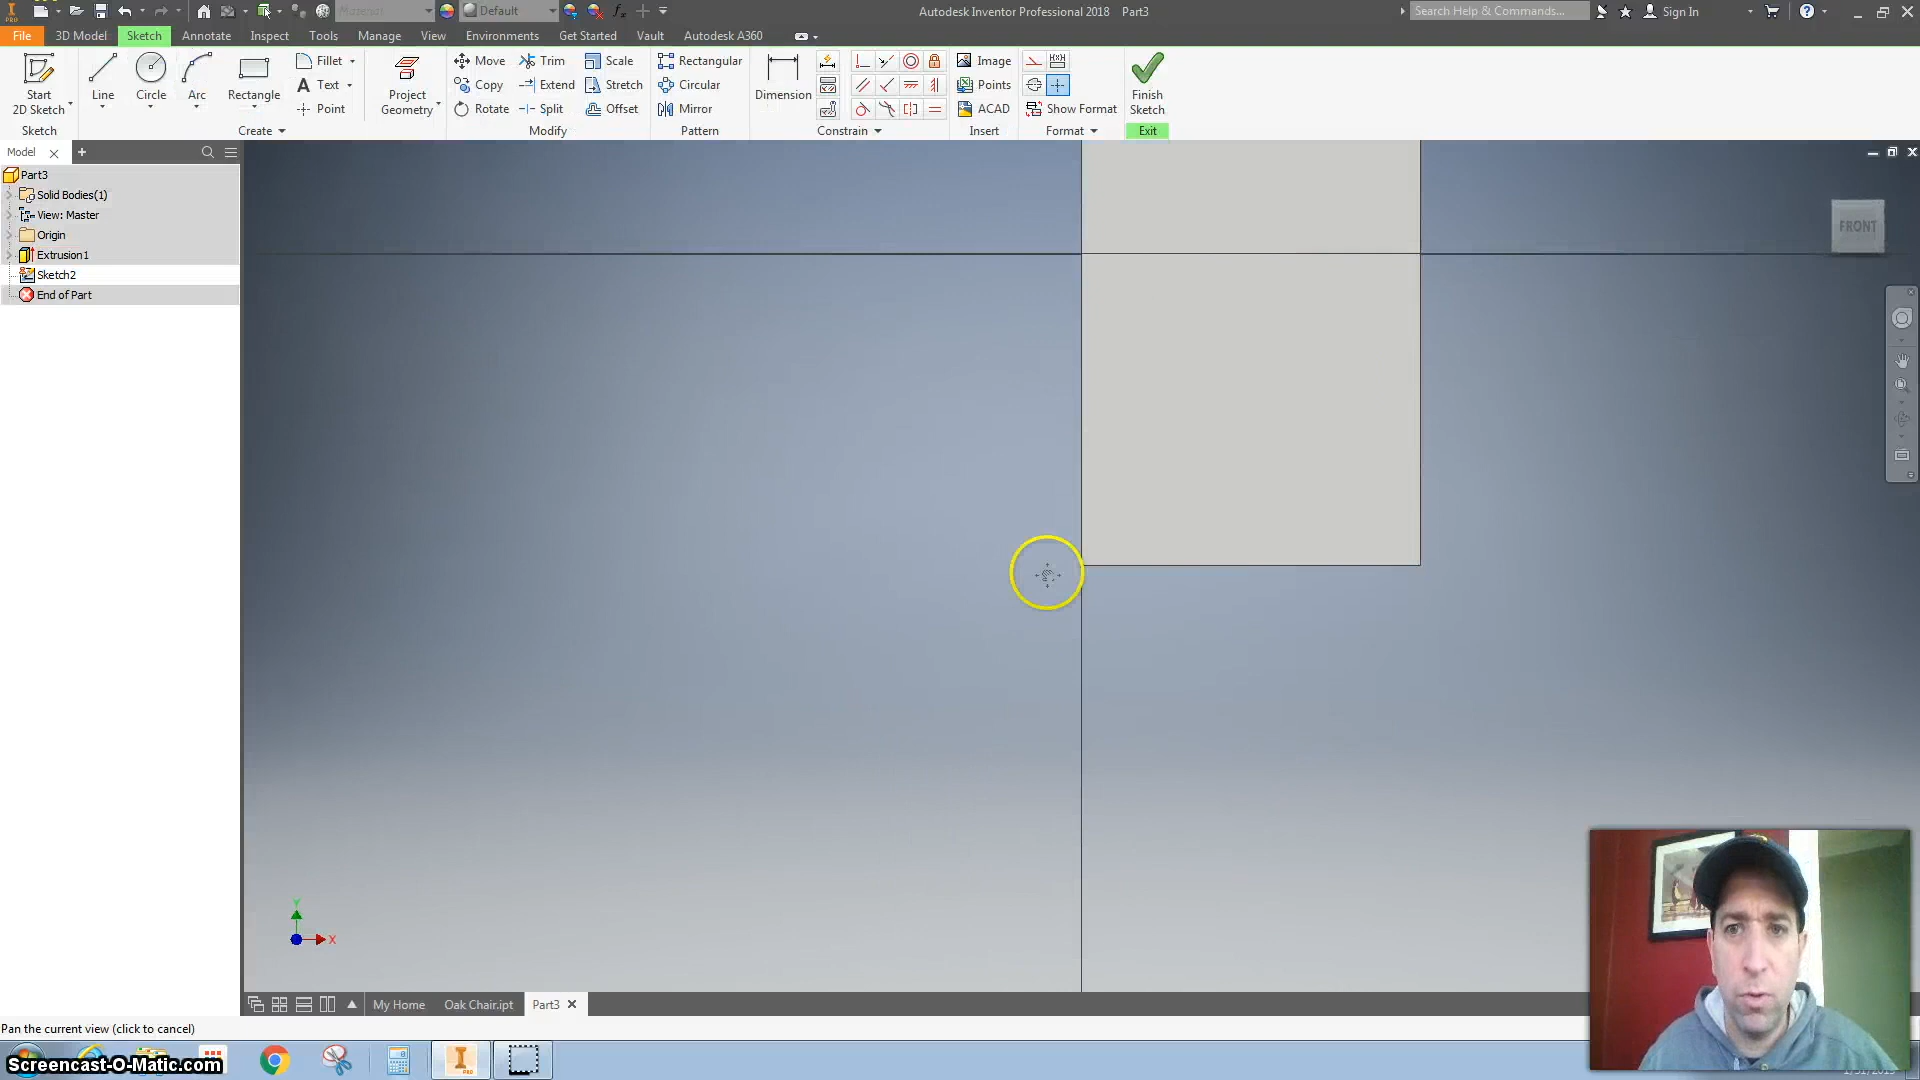 Material
Default
Autodesk Inventor Professional 2018 Part3
Search Help & Commands...
Sign In
PRO
File 3D Model Sketch Annotate Inspect Tools Manage View Environments Get Started Vault Autodesk A360
Start 2D Sketch
Line
Circle
Arc
Rectangle
Fillet
Text
Point
Project Geometry
Move
Copy
Rotate
Trim
Extend
Split
Scale
Stretch
Offset
Rectangular
Circular
Mirror
Dimension
Image
Points
ACAD
Show Format
Finish Sketch
Sketch
Create
Modify
Pattern
Constrain
Insert
Format
Exit
Model
Part3
Solid Bodies(1)
View: Master
Origin
Extrusion1
Sketch2
End of Part
FRONT
Y
X
My Home Oak Chair.ipt Part3
Pan the current view (click to cancel)
Screencast-O-Matic.com
PRO